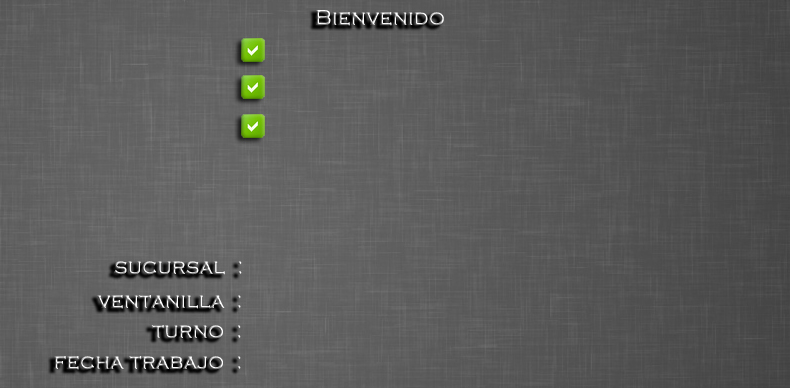 Bienvenido
SUCURSAL :
VENTANILLA :
TURNO :
FECHA TRABAJO :